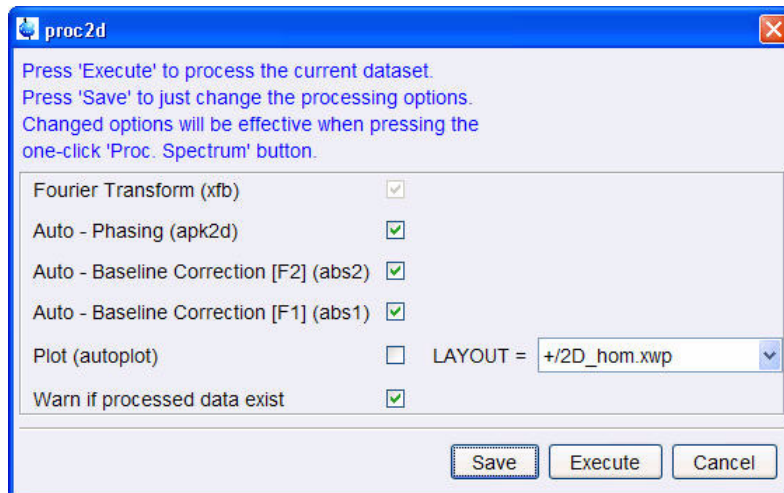 proc2d
Press 'Execute' to process the current dataset.
Press 'Save' to just change the processing options.
Changed options will be effective when pressing the
one-click 'Proc. Spectrum' button.
Fourier Transform (xfb)
Auto - Phasing (apk2d)
Auto - Baseline Correction [F2] (abs2)
Auto - Baseline Correction [F1] (abs1)
Plot (autoplot) LAYOUT = +/2D_hom.xwp
Warn if processed data exist
Save Execute Cancel